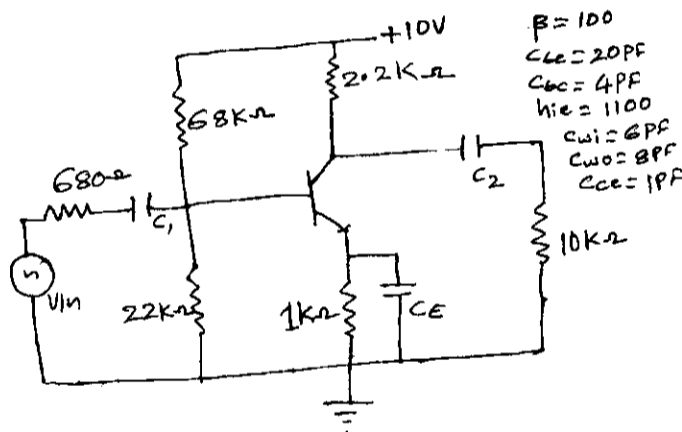 +10V
β=100
Cbe=20PF
Cbc=4PF
hie=1100
Cwi=6PF
Cwo=8PF
Cce=1PF
2.2KΩ
68KΩ
680Ω
C1
C2
10KΩ
Vin
22KΩ
1KΩ
CE